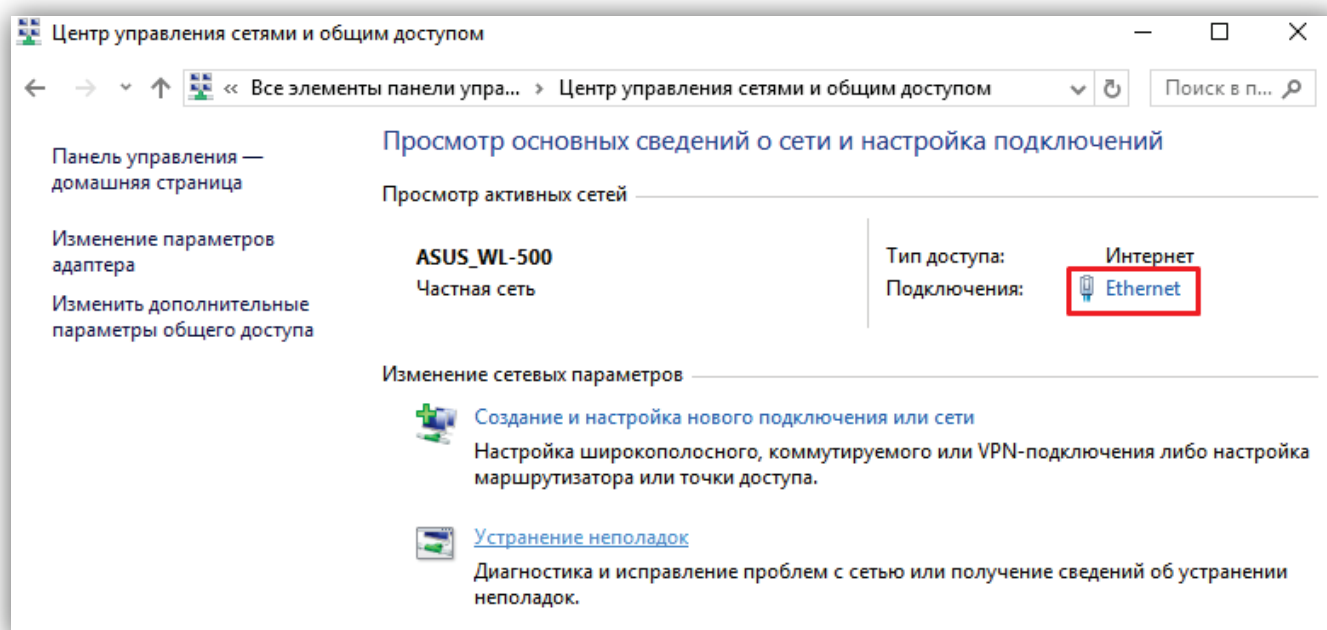 Центр управления сетями и общим доступом
« Все элементы панели упра... › Центр управления сетями и общим доступом
Поиск в п...
Панель управления —
домашняя страница
Изменение параметров
адаптера
Изменить дополнительные
параметры общего доступа
Просмотр основных сведений о сети и настройка подключений
Просмотр активных сетей
ASUS_WL-500
Частная сеть
Тип доступа: Интернет
Подключения: Ethernet
Изменение сетевых параметров
Создание и настройка нового подключения или сети
Настройка широкополосного, коммутируемого или VPN-подключения либо настройка
маршрутизатора или точки доступа.
Устранение неполадок
Диагностика и исправление проблем с сетью или получение сведений об устранении
неполадок.